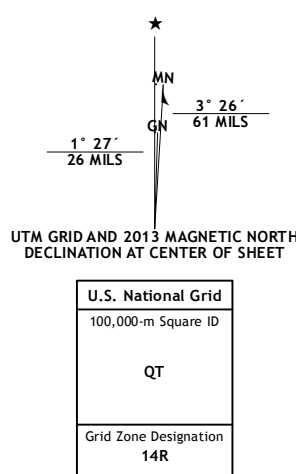 ★
MN
3° 26´
61 MILS
GN
1° 27´
26 MILS
UTM GRID AND 2013 MAGNETIC NORTH
DECLINATION AT CENTER OF SHEET
U.S. National Grid
100,000-m Square ID
QT
Grid Zone Designation
14R